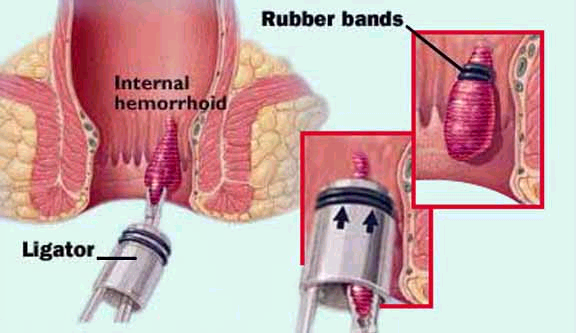 Rubber bands
Internal
hemorrhoid
Ligator